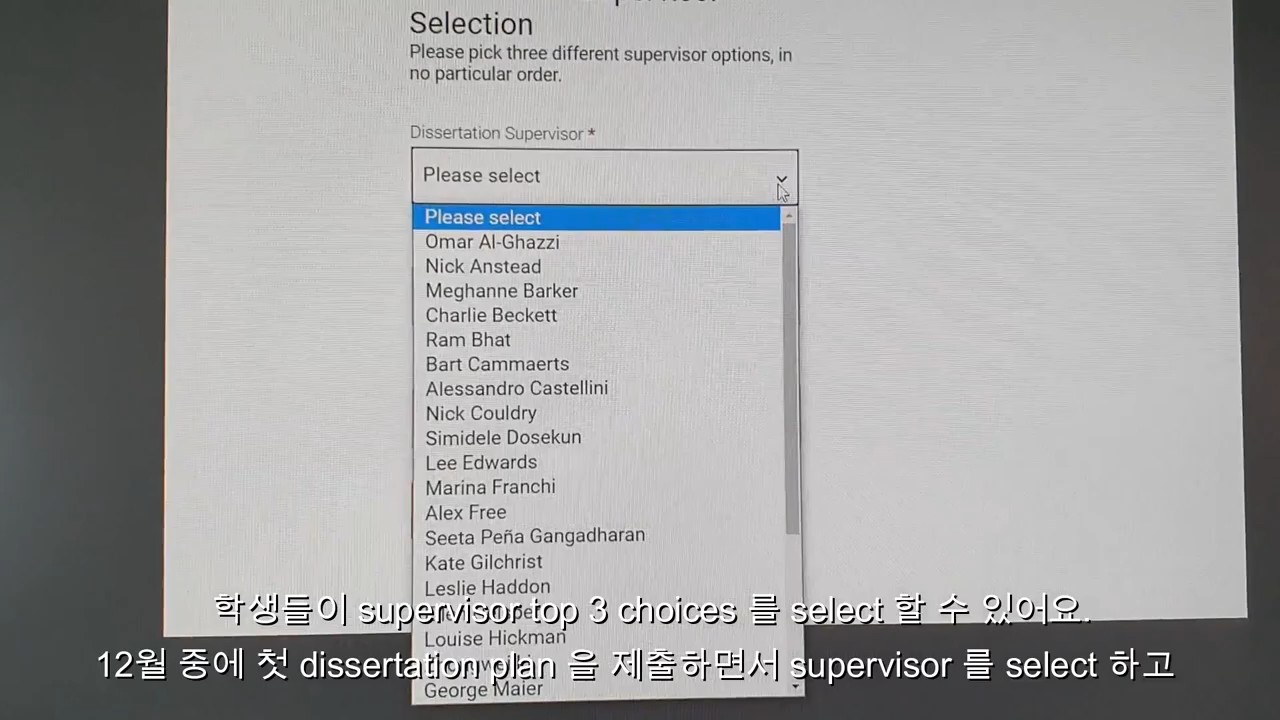 Selection
Please pick three different supervisor options, in
no particular order.
Dissertation Supervisor *
Please select
Please select
Omar Al-Ghazzi
Nick Anstead
Meghanne Barker
Charlie Beckett
Ram Bhat
Bart Cammaerts
Alessandro Castellini
Nick Couldry
Simidele Dosekun
Lee Edwards
Marina Franchi
Alex Free
Seeta Peña Gangadharan
Kate Gilchrist
Leslie Haddon
Louise Hickman
George Maier
학생들이 supervisor top 3 choices 를 select 할 수 있어요.
12월 중에 첫 dissertation plan 을 제출하면서 supervisor 를 select 하고